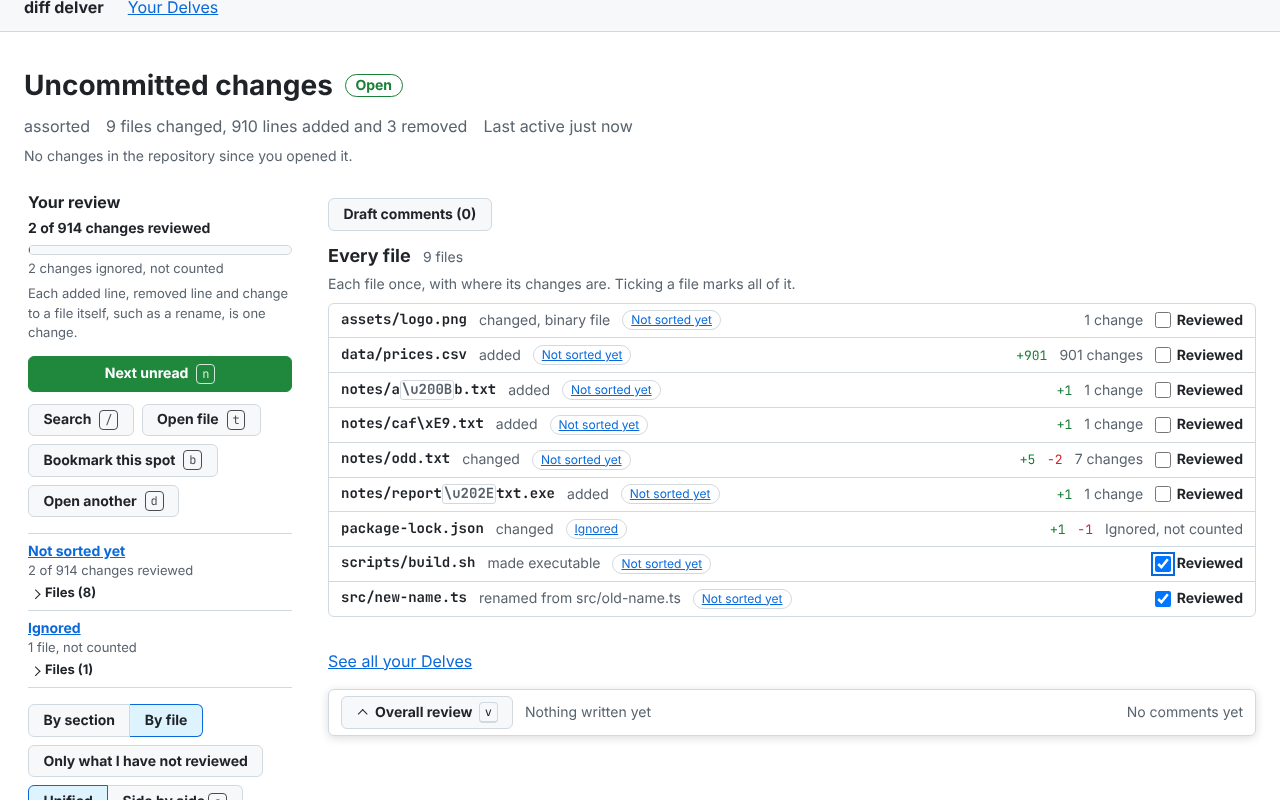 diff delver Your Delves
Uncommitted changes Open
assorted 9 files changed, 910 lines added and 3 removed Last active just now
No changes in the repository since you opened it.
Your review
2 of 914 changes reviewed
2 changes ignored, not counted
Each added line, removed line and change
to a file itself, such as a rename, is one
change.
Next unread n
Search / Open file t
Bookmark this spot b
Open another d
Not sorted yet
2 of 914 changes reviewed
Files (8)
Ignored
1 file, not counted
Files (1)
By section By file
Only what I have not reviewed
Unified Side by side s
Draft comments (0)
Every file 9 files
Each file once, with where its changes are. Ticking a file marks all of it.
assets/logo.png changed, binary file Not sorted yet 1 change Reviewed
data/prices.csv added Not sorted yet +901 901 changes Reviewed
notes/a\u200Bb.txt added Not sorted yet +1 1 change Reviewed
notes/caf\xE9.txt added Not sorted yet +1 1 change Reviewed
notes/odd.txt changed Not sorted yet +5 -2 7 changes Reviewed
notes/report\u202Etxt.exe added Not sorted yet +1 1 change Reviewed
package-lock.json changed Ignored +1 -1 Ignored, not counted
scripts/build.sh made executable Not sorted yet Reviewed
src/new-name.ts renamed from src/old-name.ts Not sorted yet Reviewed
See all your Delves
Overall review v Nothing written yet No comments yet